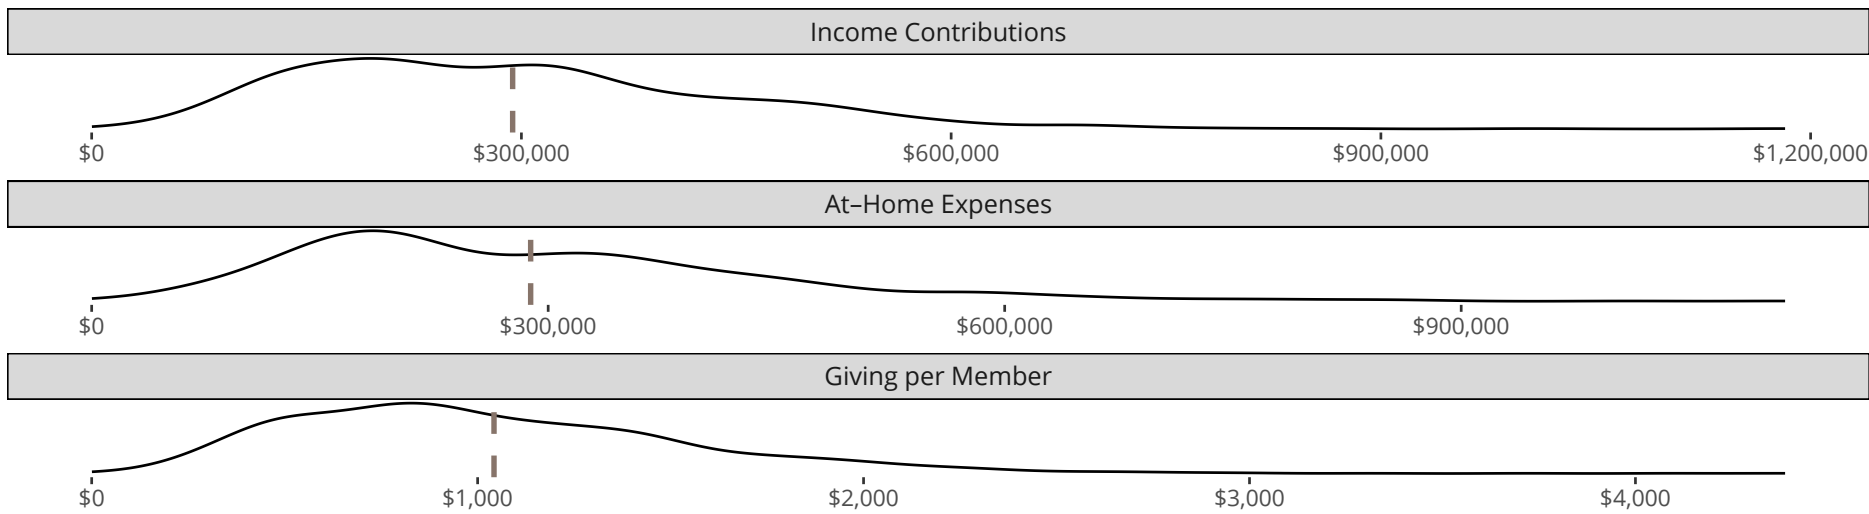 Income Contributions
$0 $300,000 $600,000 $900,000 $1,200,000
At–Home Expenses
$0 $300,000 $600,000 $900,000
Giving per Member
$0 $1,000 $2,000 $3,000 $4,000